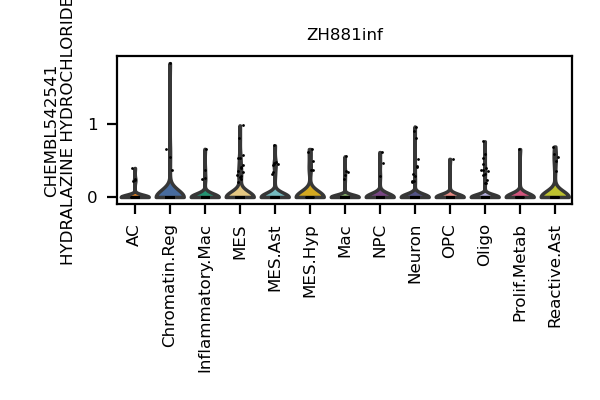 ZH881inf
CHEMBL542541
HYDRALAZINE HYDROCHLORIDE
1
0
AC
Chromatin.Reg
Inflammatory.Mac
MES
MES.Ast
MES.Hyp
Mac
NPC
Neuron
OPC
Oligo
Prolif.Metab
Reactive.Ast